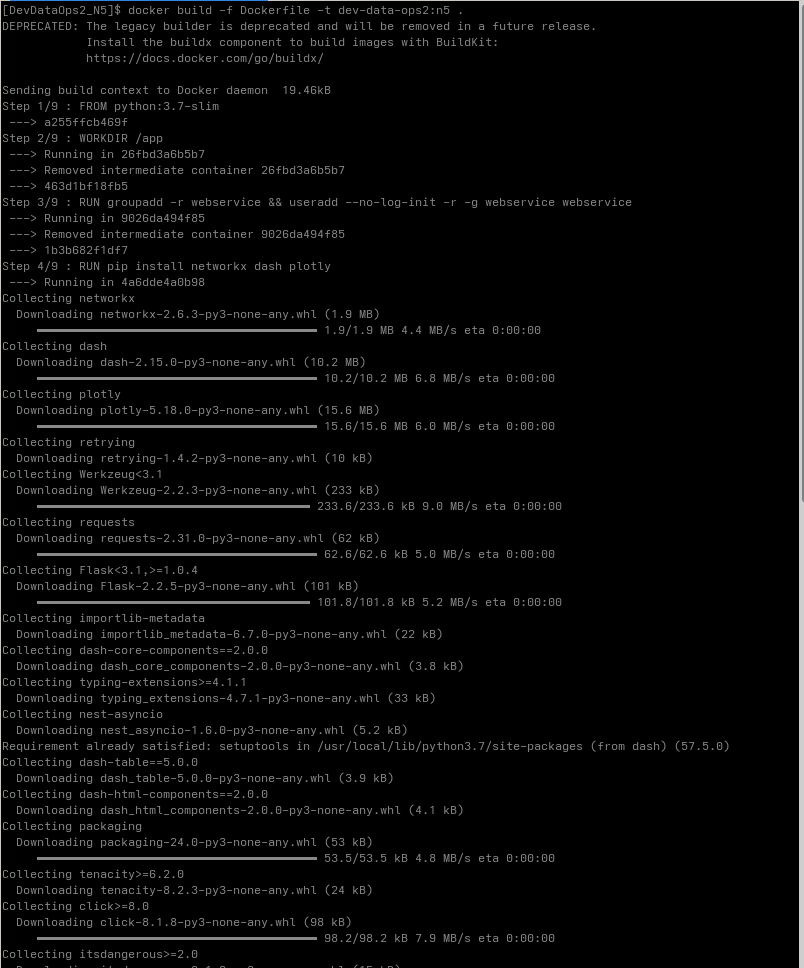 [DevDataOps2_N5]$ docker build -f Dockerfile -t dev-data-ops2:n5 .
DEPRECATED: The legacy builder is deprecated and will be removed in a future release.
            Install the buildx component to build images with BuildKit:
            https://docs.docker.com/go/buildx/

Sending build context to Docker daemon  19.46kB
Step 1/9 : FROM python:3.7-slim
 ---> a255ffcb469f
Step 2/9 : WORKDIR /app
 ---> Running in 26fbd3a6b5b7
 ---> Removed intermediate container 26fbd3a6b5b7
 ---> 463d1bf18fb5
Step 3/9 : RUN groupadd -r webservice && useradd --no-log-init -r -g webservice webservice
 ---> Running in 9026da494f85
 ---> Removed intermediate container 9026da494f85
 ---> 1b3b682f1df7
Step 4/9 : RUN pip install networkx dash plotly
 ---> Running in 4a6dde4a0b98
Collecting networkx
  Downloading networkx-2.6.3-py3-none-any.whl (1.9 MB)
     1.9/1.9 MB 4.4 MB/s eta 0:00:00
Collecting dash
  Downloading dash-2.15.0-py3-none-any.whl (10.2 MB)
     10.2/10.2 MB 6.8 MB/s eta 0:00:00
Collecting plotly
  Downloading plotly-5.18.0-py3-none-any.whl (15.6 MB)
     15.6/15.6 MB 6.0 MB/s eta 0:00:00
Collecting retrying
  Downloading retrying-1.4.2-py3-none-any.whl (10 kB)
Collecting Werkzeug<3.1
  Downloading Werkzeug-2.2.3-py3-none-any.whl (233 kB)
     233.6/233.6 kB 9.0 MB/s eta 0:00:00
Collecting requests
  Downloading requests-2.31.0-py3-none-any.whl (62 kB)
     62.6/62.6 kB 5.0 MB/s eta 0:00:00
Collecting Flask<3.1,>=1.0.4
  Downloading Flask-2.2.5-py3-none-any.whl (101 kB)
     101.8/101.8 kB 5.2 MB/s eta 0:00:00
Collecting importlib-metadata
  Downloading importlib_metadata-6.7.0-py3-none-any.whl (22 kB)
Collecting dash-core-components==2.0.0
  Downloading dash_core_components-2.0.0-py3-none-any.whl (3.8 kB)
Collecting typing-extensions>=4.1.1
  Downloading typing_extensions-4.7.1-py3-none-any.whl (33 kB)
Collecting nest-asyncio
  Downloading nest_asyncio-1.6.0-py3-none-any.whl (5.2 kB)
Requirement already satisfied: setuptools in /usr/local/lib/python3.7/site-packages (from dash) (57.5.0)
Collecting dash-table==5.0.0
  Downloading dash_table-5.0.0-py3-none-any.whl (3.9 kB)
Collecting dash-html-components==2.0.0
  Downloading dash_html_components-2.0.0-py3-none-any.whl (4.1 kB)
Collecting packaging
  Downloading packaging-24.0-py3-none-any.whl (53 kB)
     53.5/53.5 kB 4.8 MB/s eta 0:00:00
Collecting tenacity>=6.2.0
  Downloading tenacity-8.2.3-py3-none-any.whl (24 kB)
Collecting click>=8.0
  Downloading click-8.1.8-py3-none-any.whl (98 kB)
     98.2/98.2 kB 7.9 MB/s eta 0:00:00
Collecting itsdangerous>=2.0